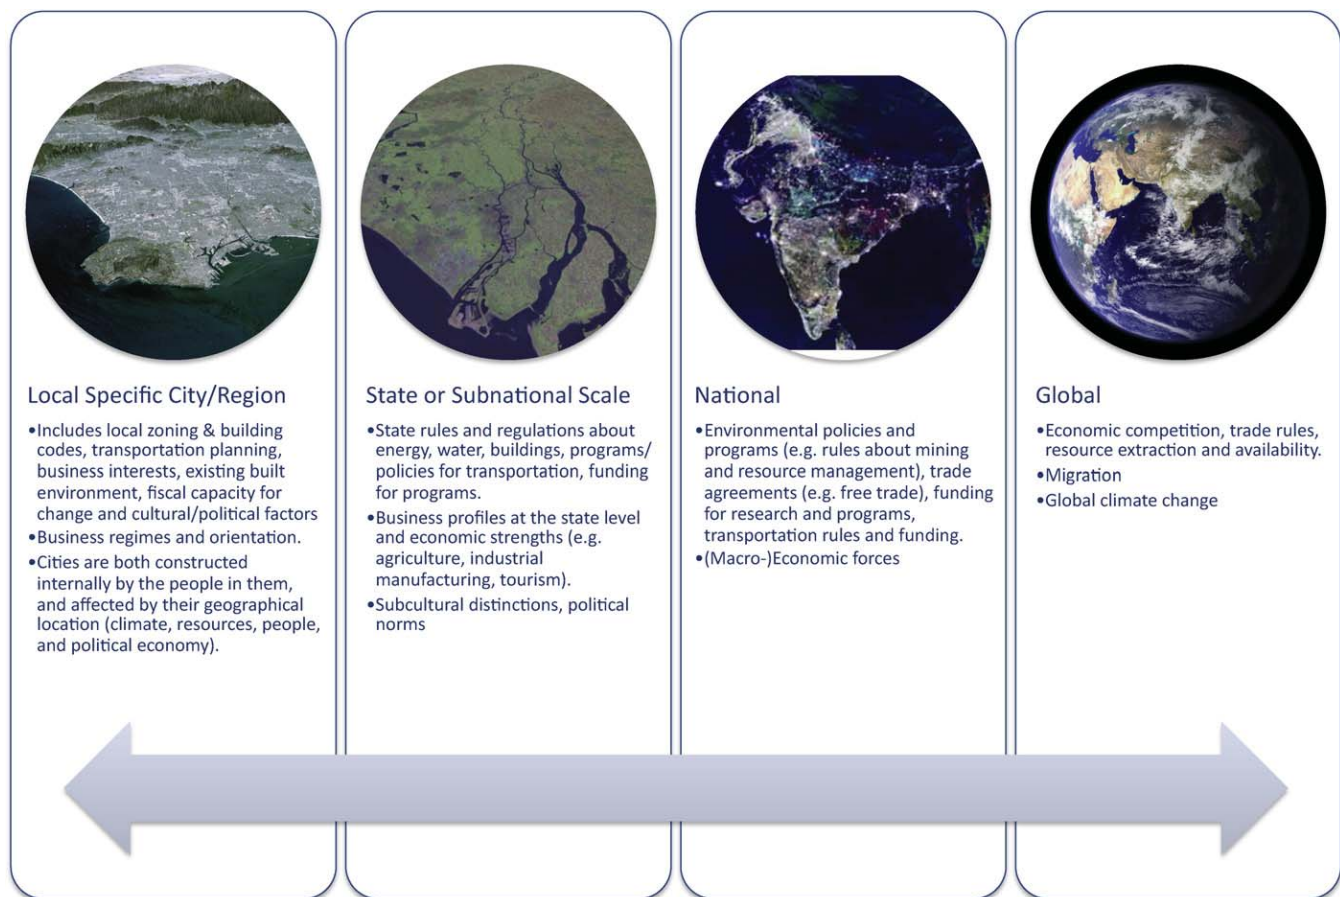 Local Specific City/Region
•Includes local zoning & building
codes, transportation planning,
business interests, existing built
environment, fiscal capacity for
change and cultural/political factors
•Business regimes and orientation.
•Cities are both constructed
internally by the people in them,
and affected by their geographical
location (climate, resources, people,
and political economy).
State or Subnational Scale
•State rules and regulations about
energy, water, buildings, programs/
policies for transportation, funding
for programs.
•Business profiles at the state level
and economic strengths (e.g.
agriculture, industrial
manufacturing, tourism).
•Subcultural distinctions, political
norms
National
•Environmental policies and
programs (e.g. rules about mining
and resource management), trade
agreements (e.g. free trade), funding
for research and programs,
transportation rules and funding.
•(Macro-)Economic forces
Global
•Economic competition, trade rules,
resource extraction and availability.
•Migration
•Global climate change